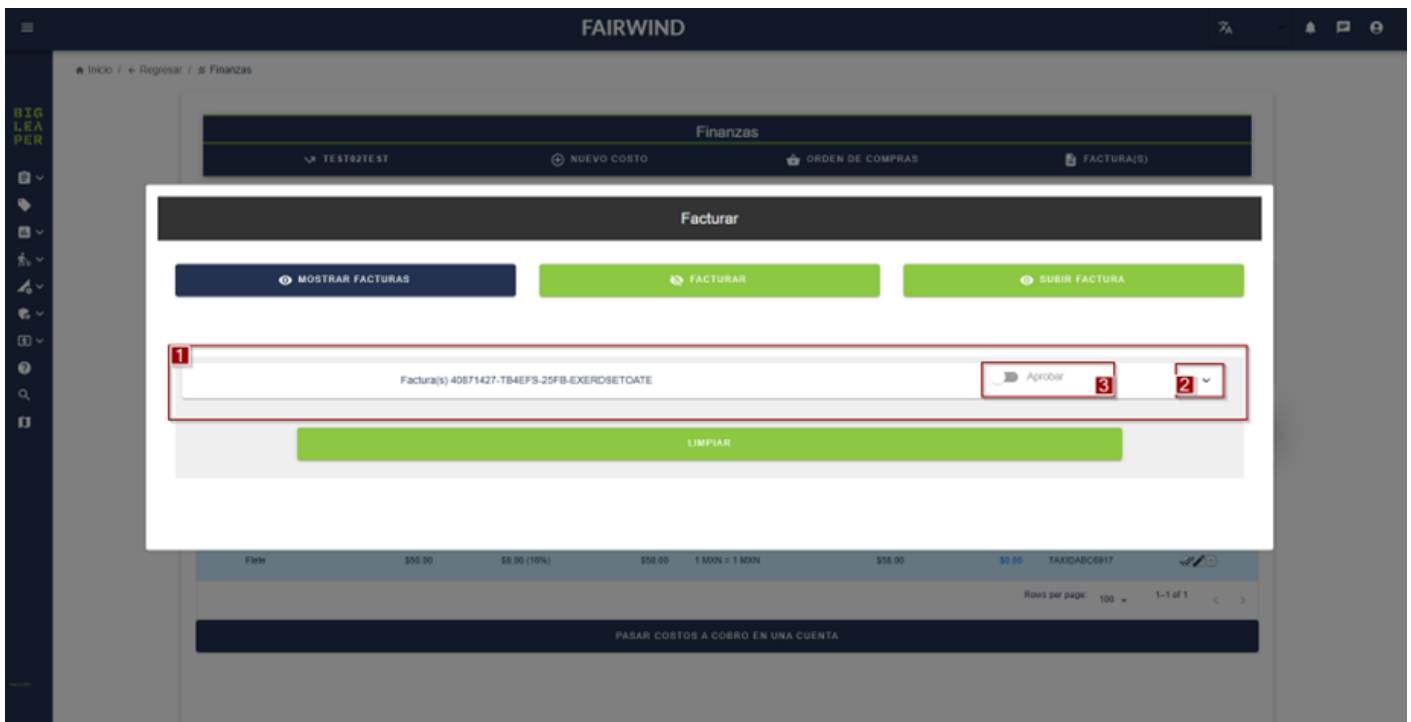 FAIRWIND
Inicio / ← Regresar / Finanzas
BIG
LEA
PER
Finanzas
TEST02TEST NUEVO COSTO ORDEN DE COMPRAS FACTURA(S)
Facturar
MOSTRAR FACTURAS FACTURAR SUBIR FACTURA
1
Factura(s) 40871427-TB4EFS-25FB-EXERDSETOATE Aprobar 3 2
LIMPIAR
Flete $50.00 $8.00 (16%) $58.00 1 MXN = 1 MXN $58.00 $0.00 TAXIDABC6917
Rows per page: 100 1–1 of 1
PASAR COSTOS A COBRO EN UNA CUENTA